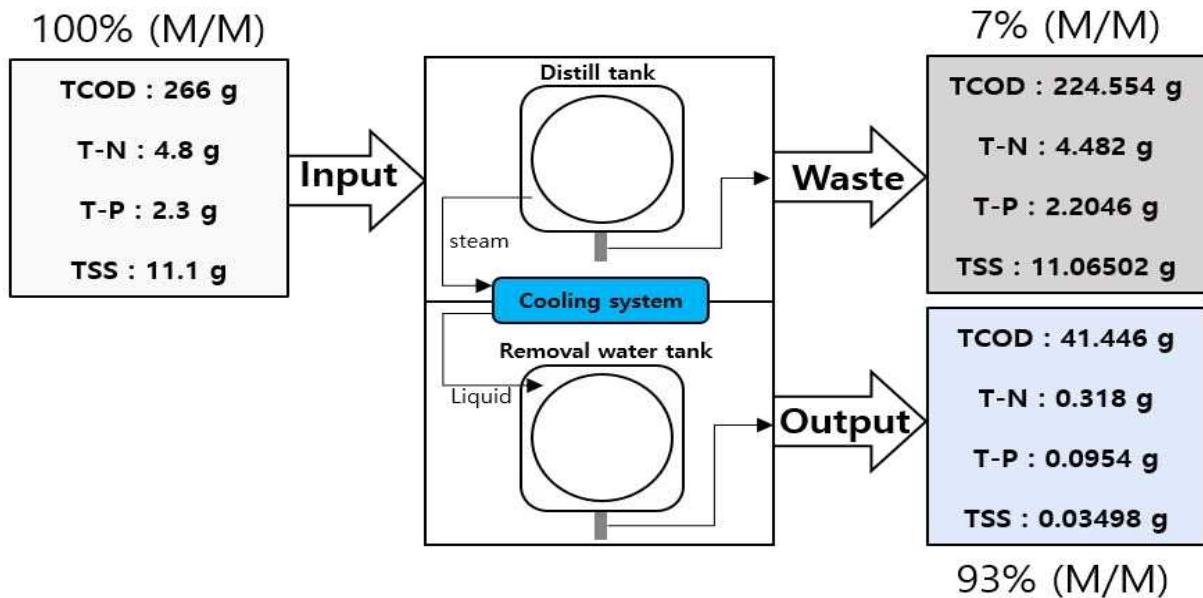 100% (M/M)
TCOD : 266 g
T-N : 4.8 g
T-P : 2.3 g
TSS : 11.1 g
Input
Distill tank
steam
Cooling system
Removal water tank
Liquid
Waste
Output
7% (M/M)
TCOD : 224.554 g
T-N : 4.482 g
T-P : 2.2046 g
TSS : 11.06502 g
TCOD : 41.446 g
T-N : 0.318 g
T-P : 0.0954 g
TSS : 0.03498 g
93% (M/M)